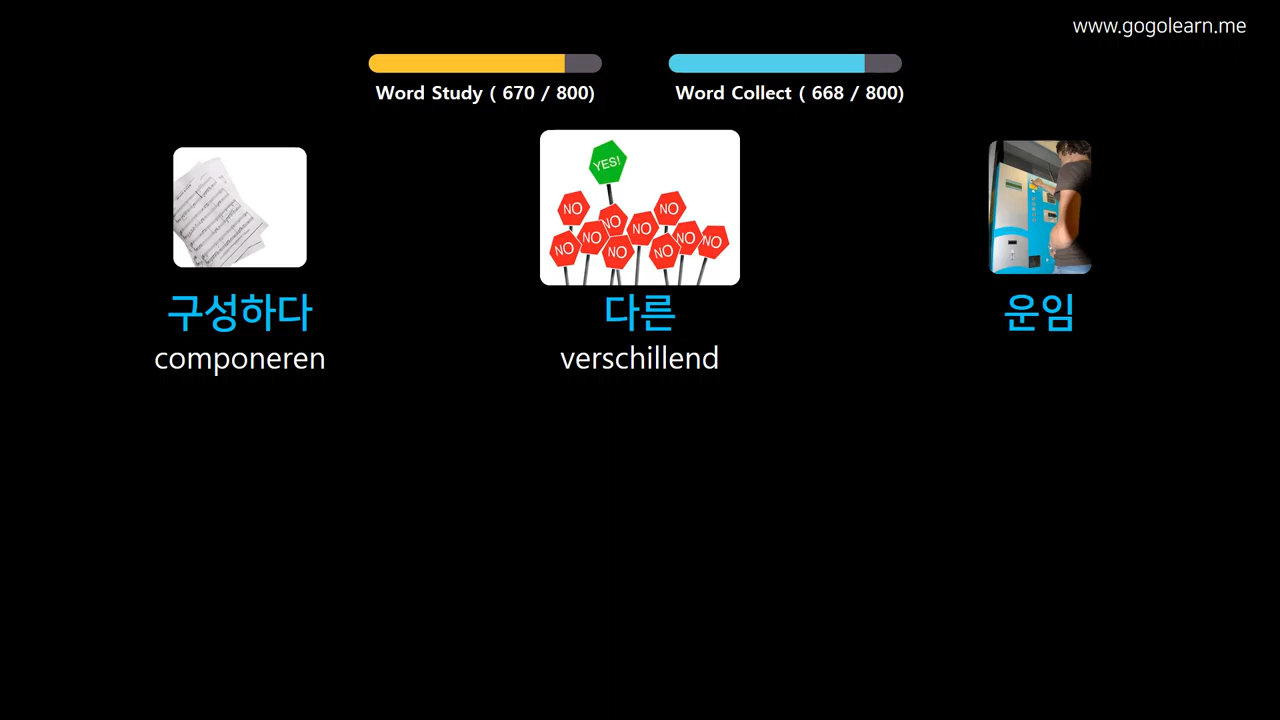 www.gogolearn.me
Word Study ( 670 / 800)
Word Collect ( 668 / 800)
YES!
NO
NO
NO
NO
NO
NO
NO
NO
NO
NO
구성하다
다른
운임
componeren
verschillend